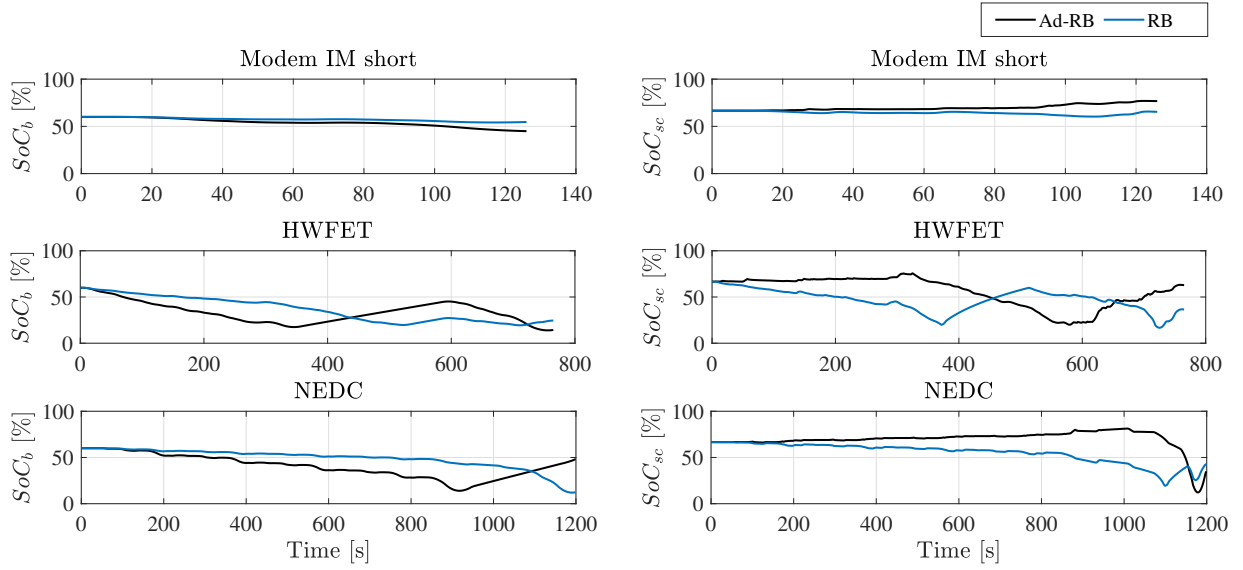 Ad-RB RB
Modem IM short
SoC_b [%]
100
50
0
0 20 40 60 80 100 120 140
Modem IM short
SoC_sc [%]
100
50
0
0 20 40 60 80 100 120 140
HWFET
SoC_b [%]
100
50
0
0 200 400 600 800
HWFET
SoC_sc [%]
100
50
0
0 200 400 600 800
NEDC
SoC_b [%]
100
50
0
0 200 400 600 800 1000 1200
Time [s]
NEDC
SoC_sc [%]
100
50
0
0 200 400 600 800 1000 1200
Time [s]